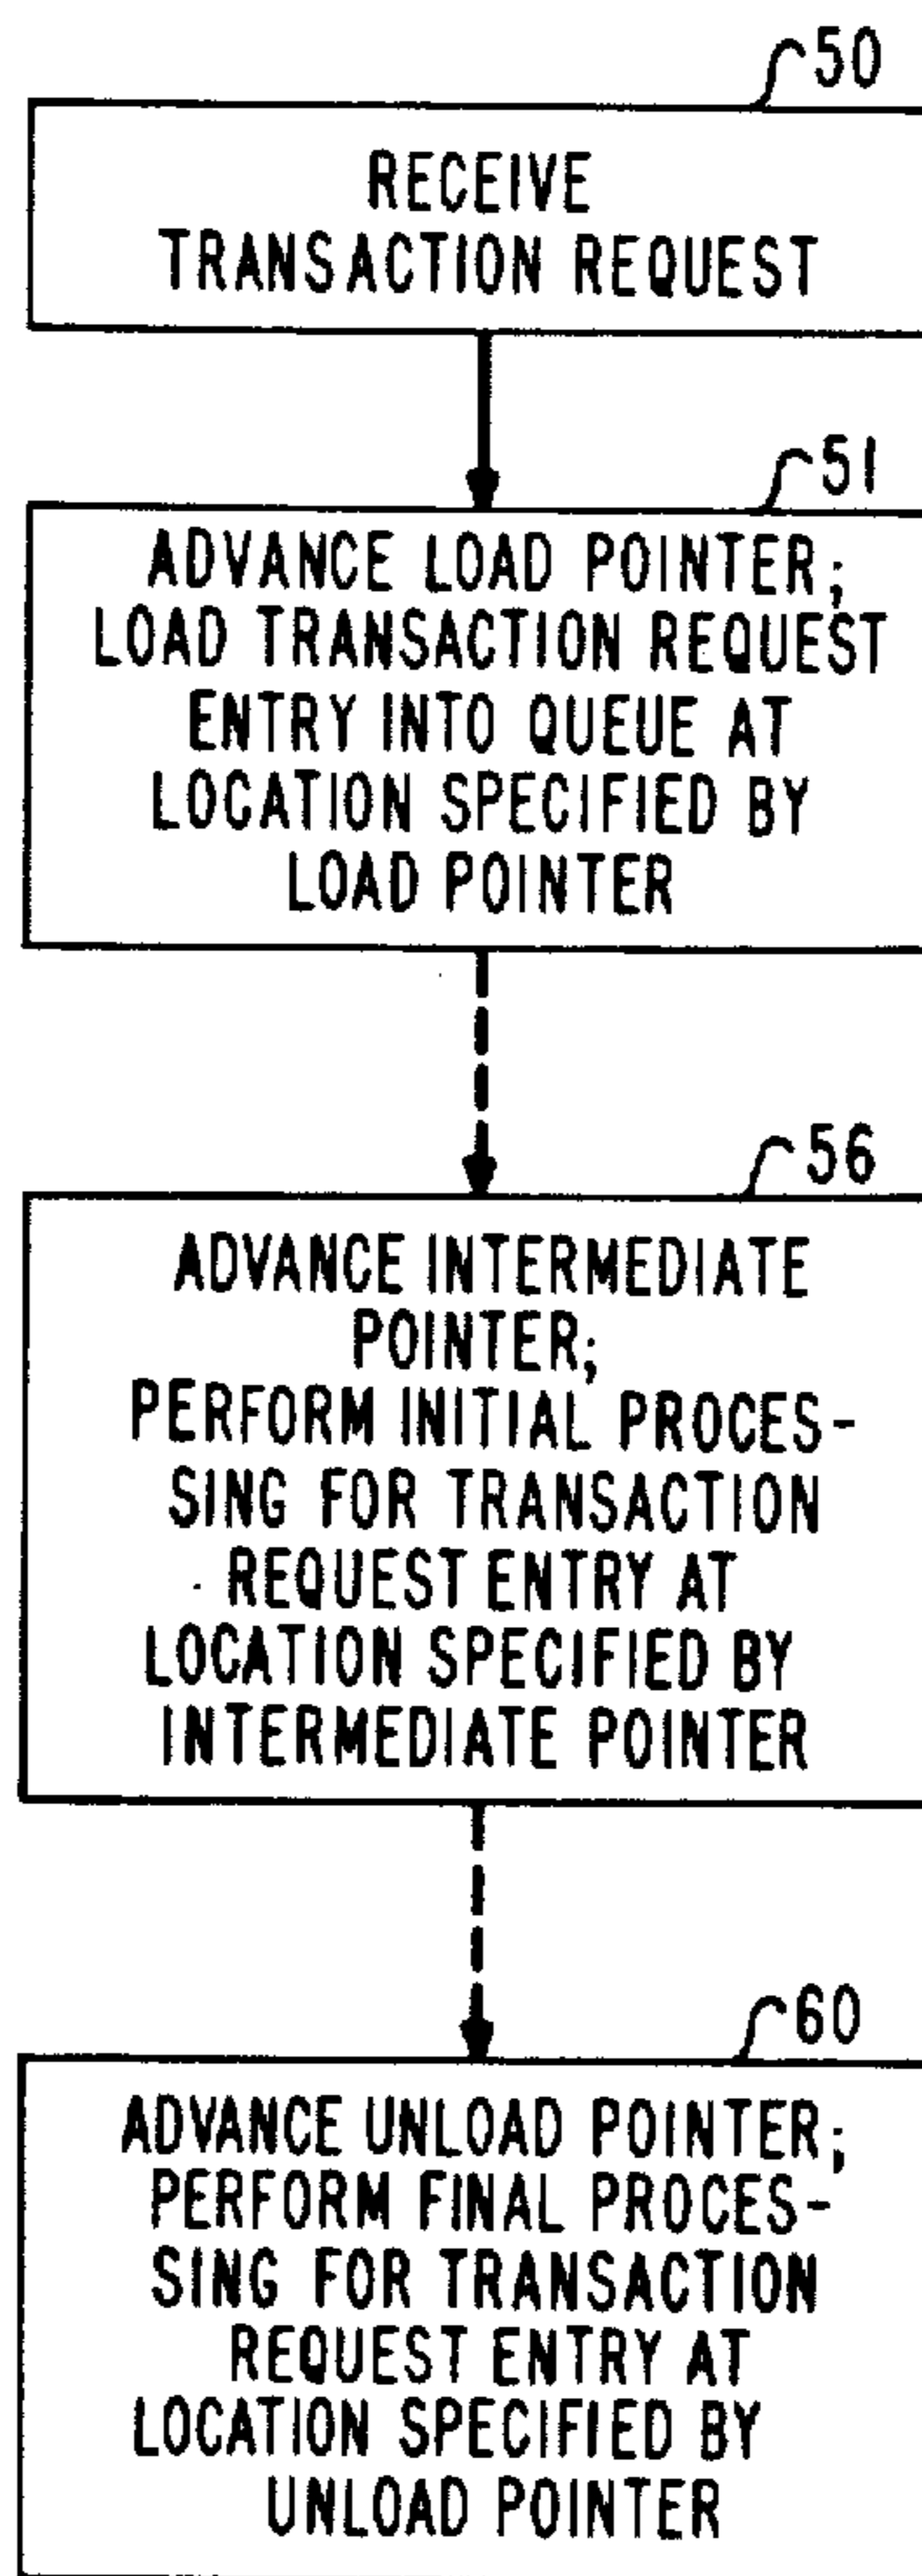 50
RECEIVE
TRANSACTION REQUEST
51
ADVANCE LOAD POINTER;
LOAD TRANSACTION REQUEST
ENTRY INTO QUEUE AT
LOCATION SPECIFIED BY
LOAD POINTER
56
ADVANCE INTERMEDIATE
POINTER;
PERFORM INITIAL PROCES-
SING FOR TRANSACTION
REQUEST ENTRY AT
LOCATION SPECIFIED BY
INTERMEDIATE POINTER
60
ADVANCE UNLOAD POINTER;
PERFORM FINAL PROCES-
SING FOR TRANSACTION
REQUEST ENTRY AT
LOCATION SPECIFIED BY
UNLOAD POINTER